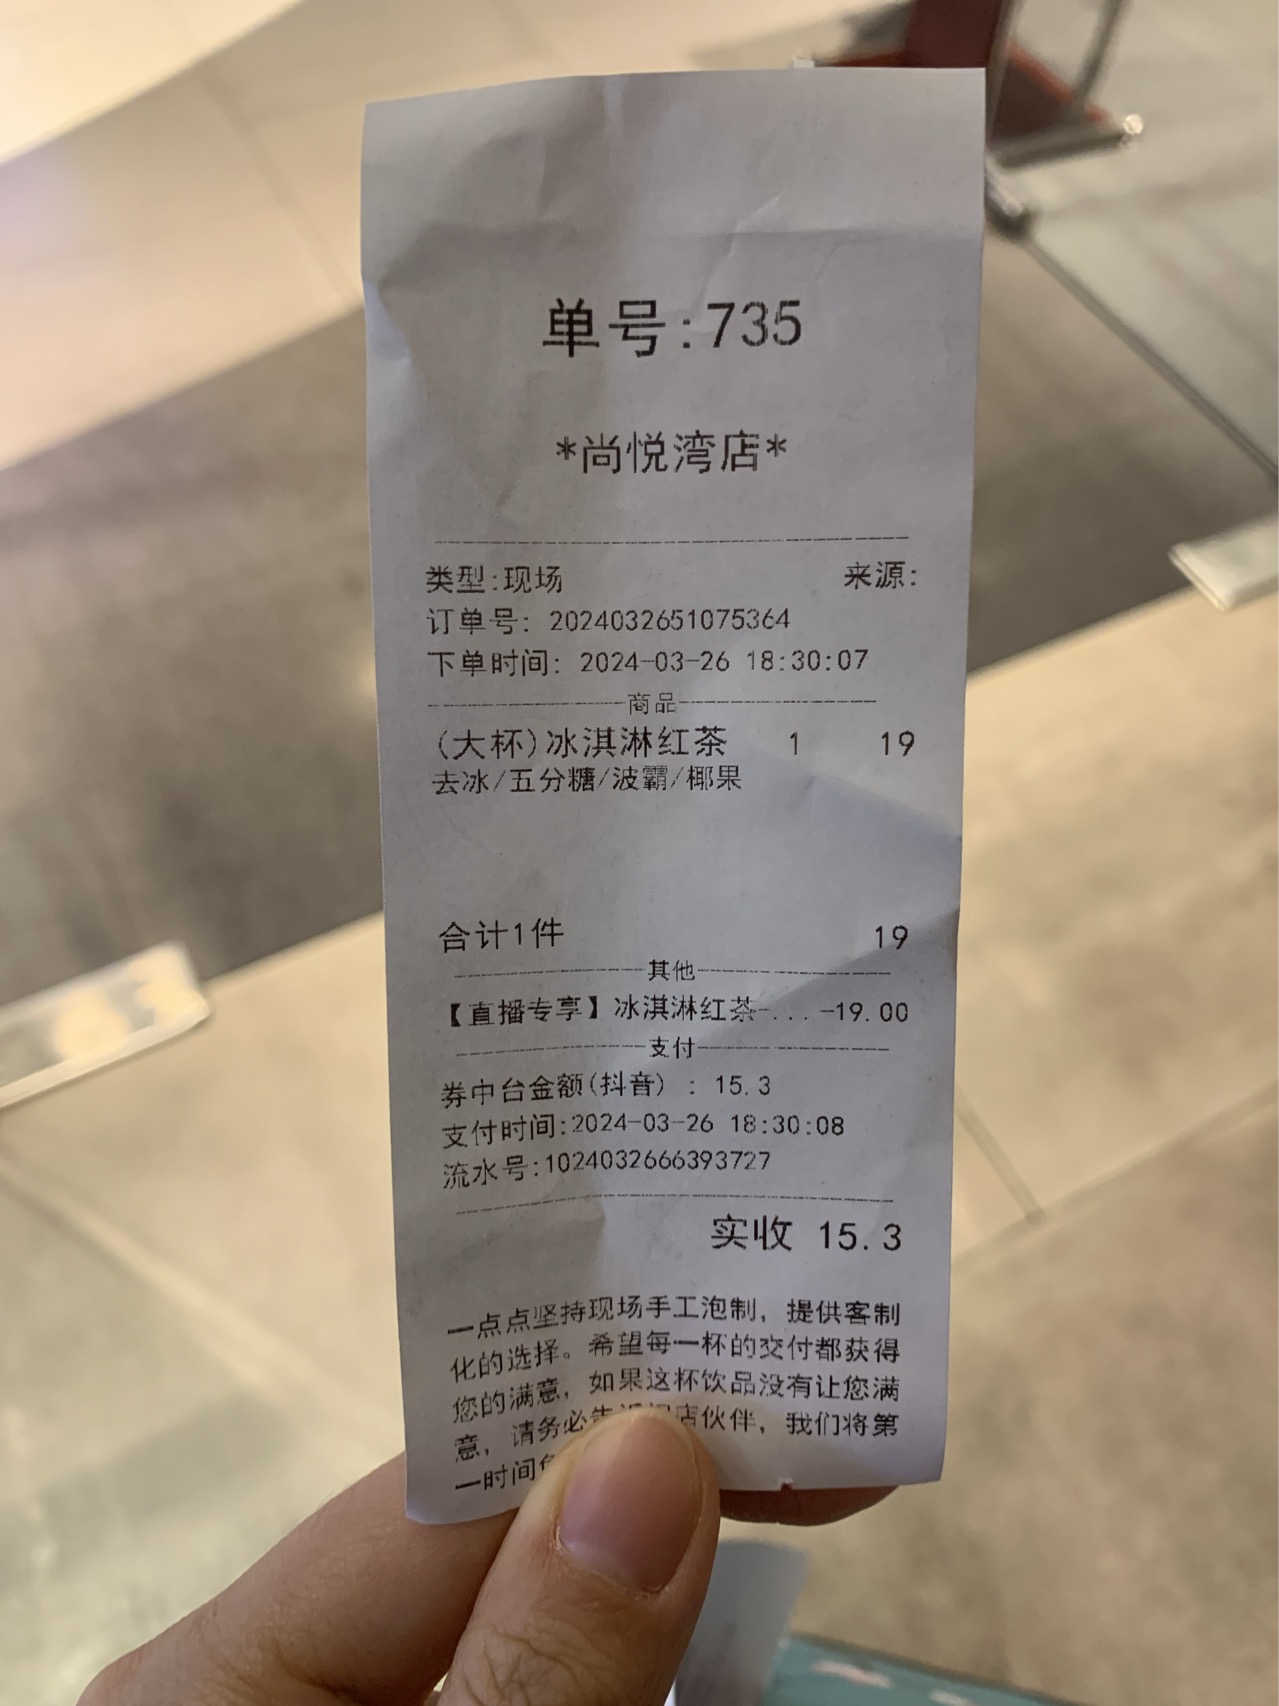 单号:735
*尚悦湾店*
类型:现场 来源:
订单号: 2024032651075364
下单时间: 2024-03-26 18:30:07
商品
(大杯)冰淇淋红茶 1 19
去冰/五分糖/波霸/椰果
合计1件 19
其他
【直播专享】冰淇淋红茶-... -19.00
支付
券中台金额(抖音) : 15.3
支付时间:2024-03-26 18:30:08
流水号:1024032666393727
实收 15.3
一点点坚持现场手工泡制，提供客制
化的选择。希望每一杯的交付都获得
您的满意，如果这杯饮品没有让您满
意，请务必 店伙伴，我们将第
一时间